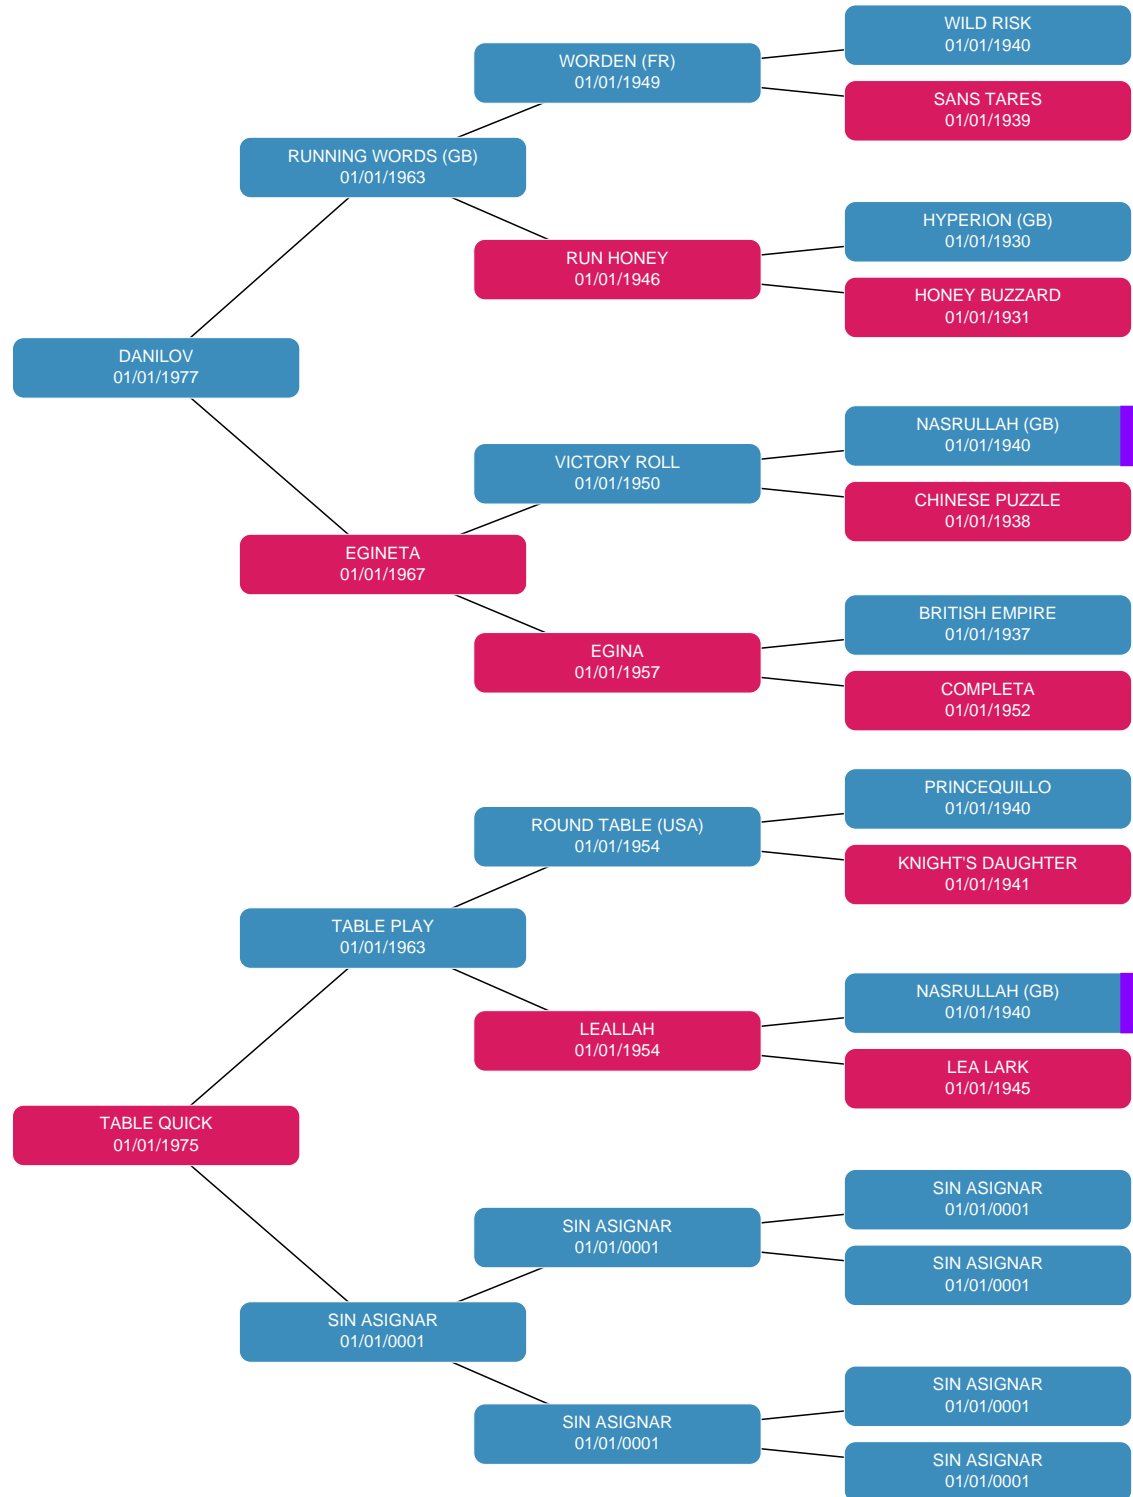 WILD RISK
01/01/1940
WORDEN (FR)
01/01/1949
SANS TARES
01/01/1939
RUNNING WORDS (GB)
01/01/1963
HYPERION (GB)
01/01/1930
RUN HONEY
01/01/1946
HONEY BUZZARD
01/01/1931
DANILOV
01/01/1977
NASRULLAH (GB)
01/01/1940
VICTORY ROLL
01/01/1950
CHINESE PUZZLE
01/01/1938
EGINETA
01/01/1967
BRITISH EMPIRE
01/01/1937
EGINA
01/01/1957
COMPLETA
01/01/1952
PRINCEQUILLO
01/01/1940
ROUND TABLE (USA)
01/01/1954
KNIGHT'S DAUGHTER
01/01/1941
TABLE PLAY
01/01/1963
NASRULLAH (GB)
01/01/1940
LEALLAH
01/01/1954
LEA LARK
01/01/1945
TABLE QUICK
01/01/1975
SIN ASIGNAR
01/01/0001
SIN ASIGNAR
01/01/0001
SIN ASIGNAR
01/01/0001
SIN ASIGNAR
01/01/0001
SIN ASIGNAR
01/01/0001
SIN ASIGNAR
01/01/0001
SIN ASIGNAR
01/01/0001